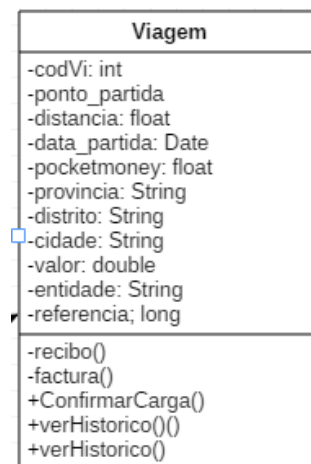 Viagem
-codVi: int
-ponto_partida
-distancia: float
-data_partida: Date
-pocketmoney: float
-provincia: String
-distrito: String
-cidade: String
-valor: double
-entidade: String
-referencia; long
-recibo()
-factura()
+ConfirmarCarga()
+verHistorico()()
+verHistorico()